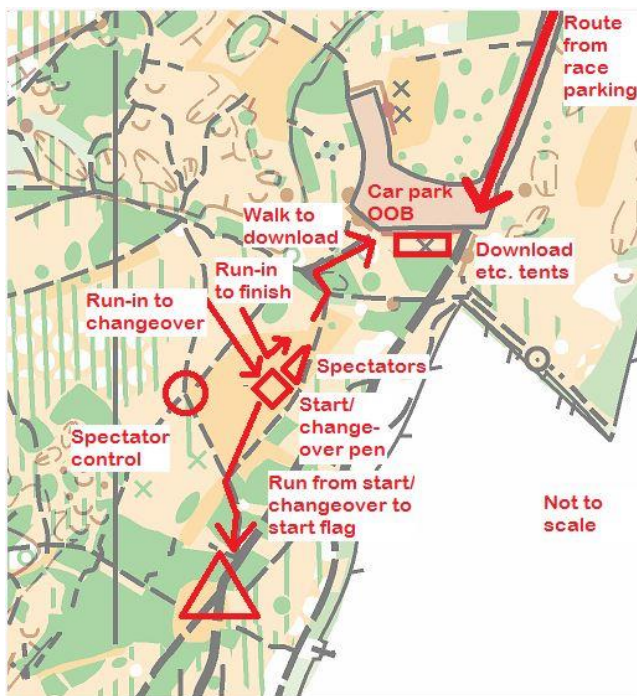 Route
from
race
parking
Car park
OOB
Walk to
download
Download
etc. tents
Run-in
to finish
Run-in to
changeover
Spectators
Start/
change-
over pen
Spectator
control
Run from start/
changeover to
start flag
Not to
scale